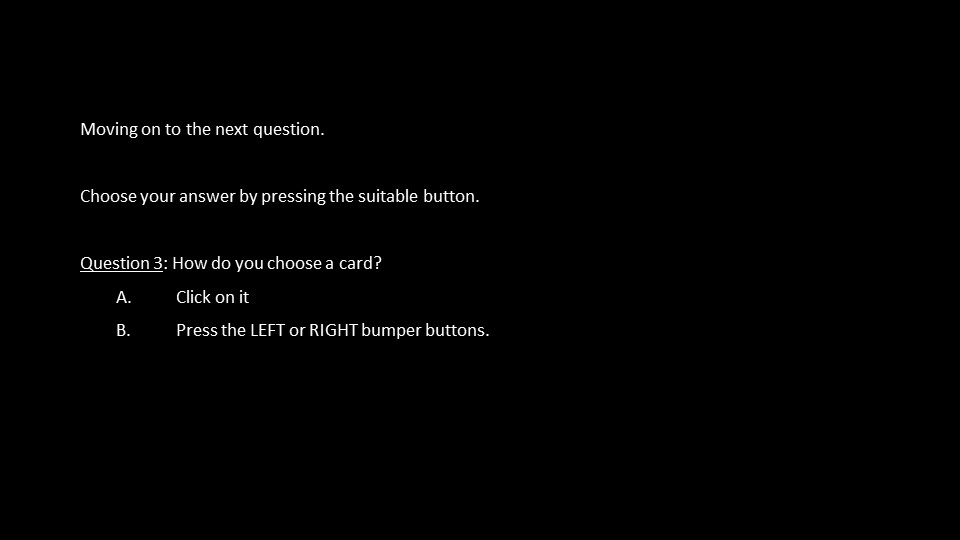 Moving on to the next question.
Choose your answer by pressing the suitable button.
Question 3: How do you choose a card?
A. Click on it
B. Press the LEFT or RIGHT bumper buttons.